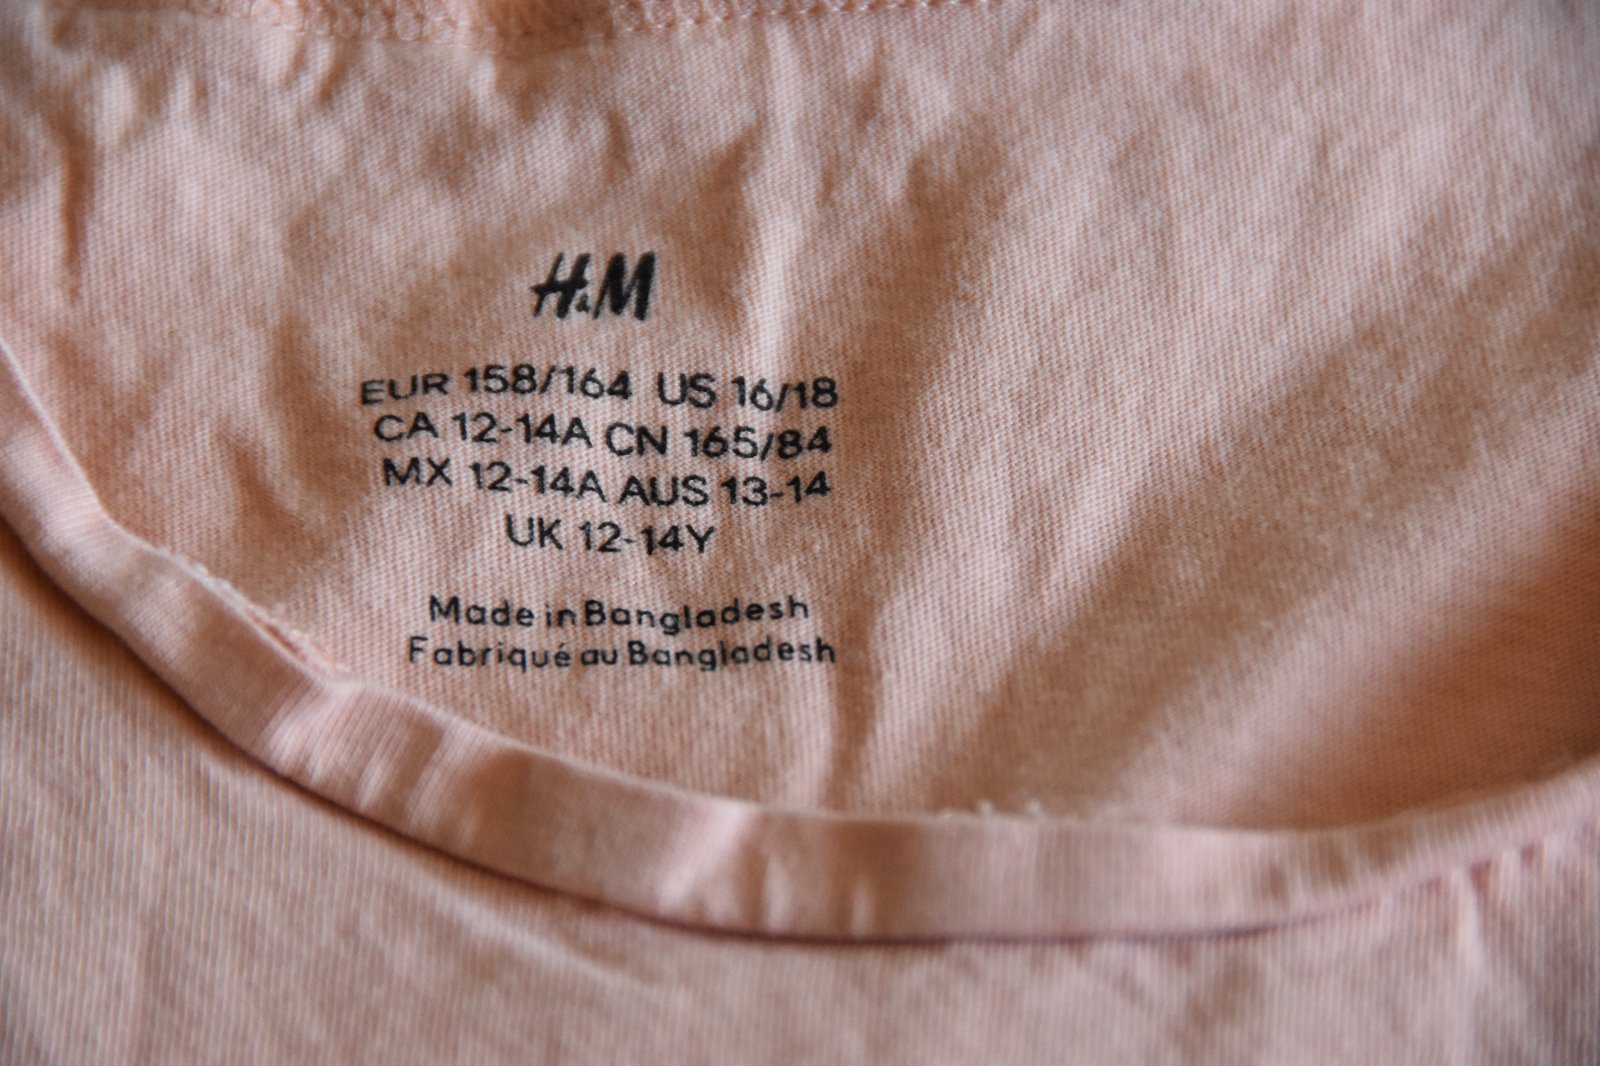 H&M
EUR 158/164 US 16/18
CA 12-14A CN 165/84
MX 12-14A AUS 13-14
UK 12-14Y
Made in Bangladesh
Fabriqué au Bangladesh